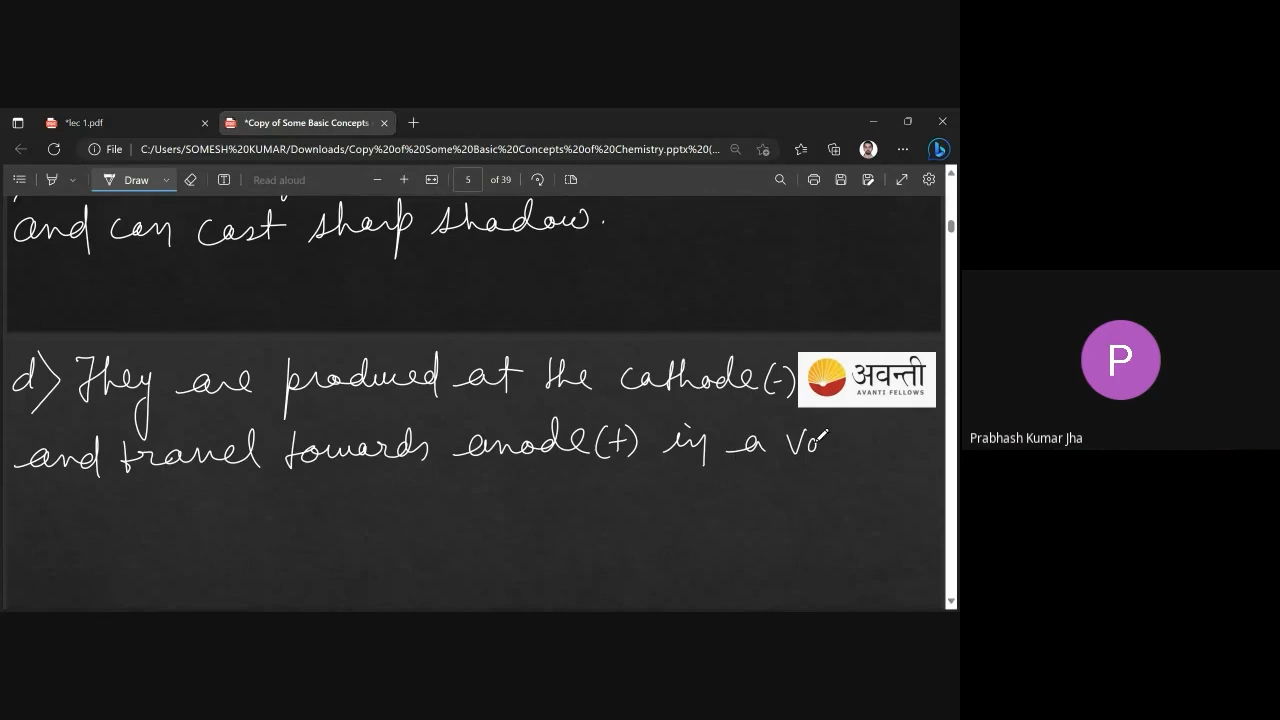 *lec 1.pdf
*Copy of Some Basic Concepts
File
C:/Users/SOMESH%20KUMAR/Downloads/Copy%20of%20Some%20Basic%20Concepts%20of%20Chemistry.pptx%20(...
Draw
Read aloud
5 of 39
and can cast sharp shadow.
d) They are produced at the cathode(-)
अवन्ती
AVANTI FELLOWS
and travel towards anode(+) in a va
P
Prabhash Kumar Jha